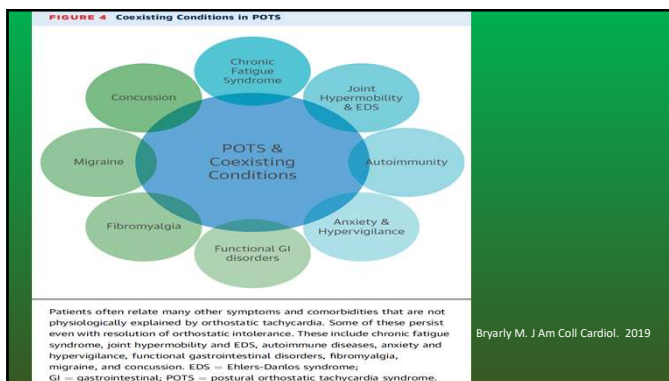 FIGURE 4 Coexisting Conditions in POTS
Chronic
Fatigue
Syndrome
Concussion
Joint
Hypermobility
& EDS
POTS &
Coexisting
Conditions
Migraine
Autoimmunity
Fibromyalgia
Anxiety &
Hypervigilance
Functional GI
disorders
Patients often relate many other symptoms and comorbidities that are not
physiologically explained by orthostatic tachycardia. Some of these persist
even with resolution of orthostatic intolerance. These include chronic fatigue
syndrome, joint hypermobility and EDS, autoimmune diseases, anxiety and
hypervigilance, functional gastrointestinal disorders, fibromyalgia,
migraine, and concussion. EDS = Ehlers-Danlos syndrome;
GI = gastrointestinal; POTS = postural orthostatic tachycardia syndrome.
Bryarly M. J Am Coll Cardiol. 2019